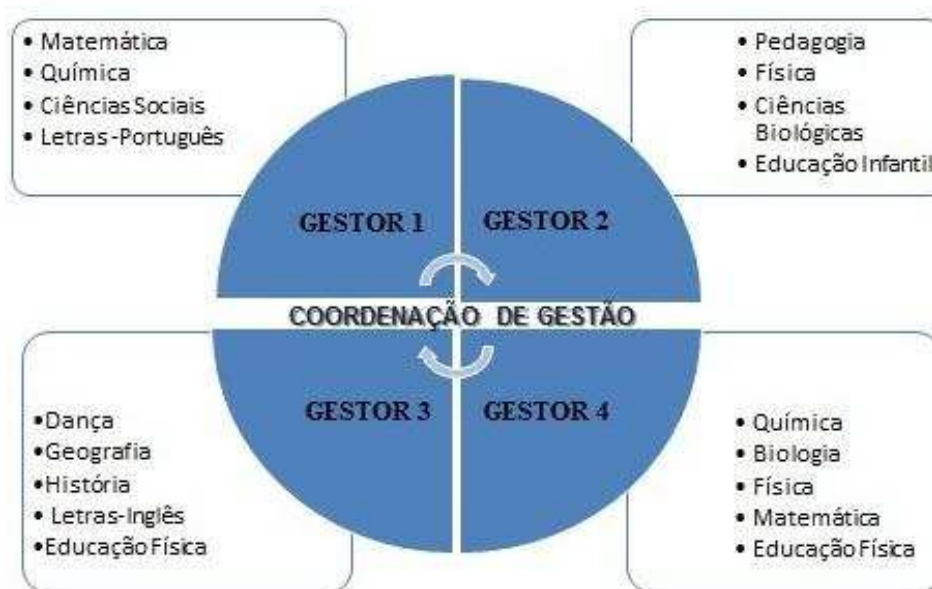 • Matemática
• Química
• Ciências Sociais
• Letras -Português
• Pedagogia
• Física
• Ciências
Biológicas
• Educação Infantil
GESTOR 1
GESTOR 2
COORDENAÇÃO DE GESTÃO
GESTOR 3
GESTOR 4
•Dança
•Geografia
•História
• Letras-Inglês
•Educação Física
• Química
• Biologia
• Física
• Matemática
• Educação Física